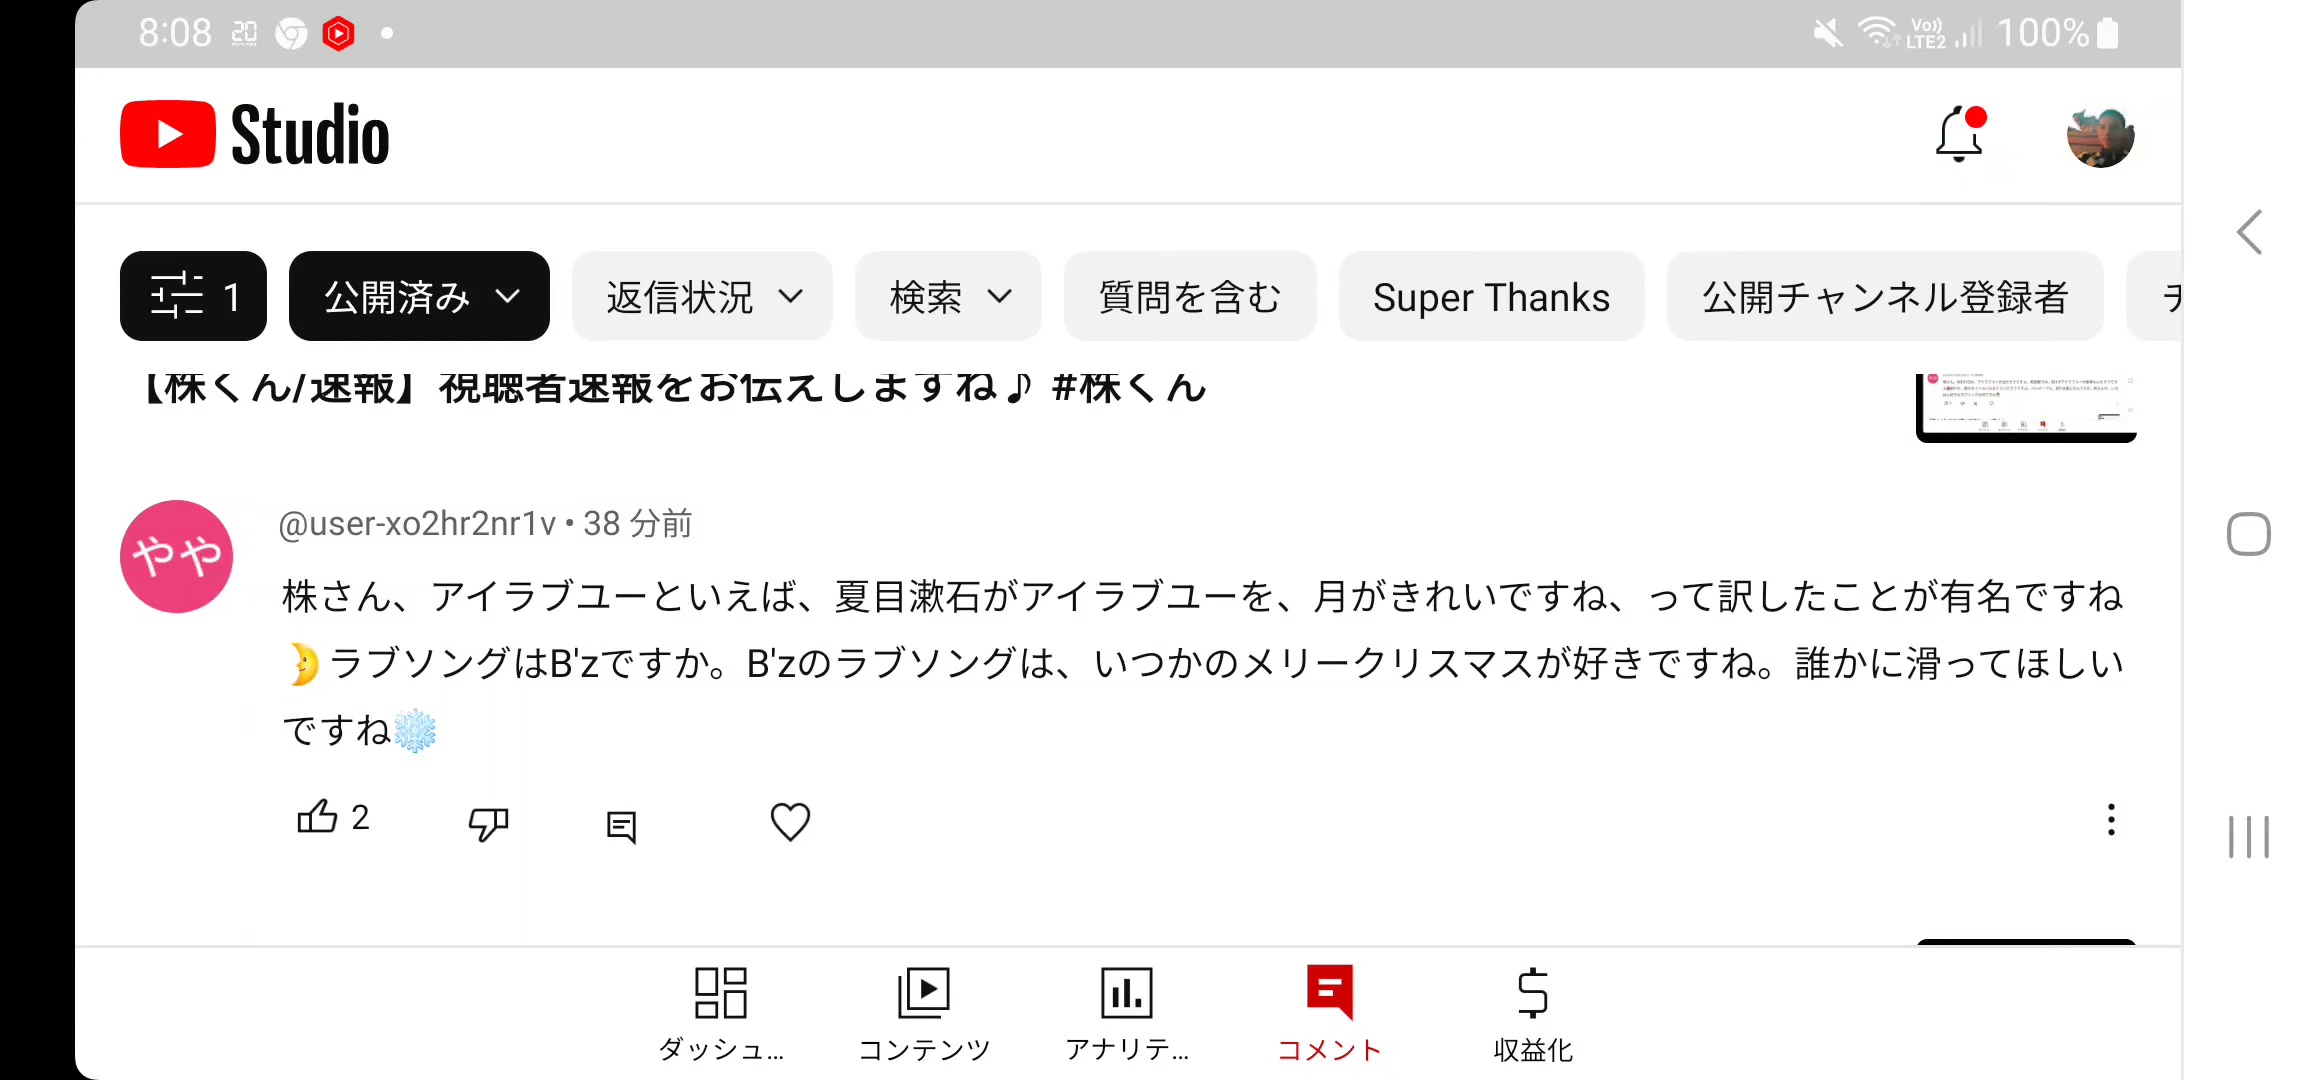 8:08 20 Vo)) LTE2 100%
Studio
1 公開済み 返信状況 検索 質問を含む Super Thanks 公開チャンネル登録者 チ
【株くん/速報】視聴者速報をお伝えしますね♪ #株くん
やや
@user-xo2hr2nr1v • 38 分前
株さん、アイラブユーといえば、夏目漱石がアイラブユーを、月がきれいですね、って訳したことが有名ですね
🌛ラブソングはB'zですか。B'zのラブソングは、いつかのメリークリスマスが好きですね。誰かに滑ってほしい
ですね❄️
2
ダッシュ... コンテンツ アナリテ... コメント 収益化